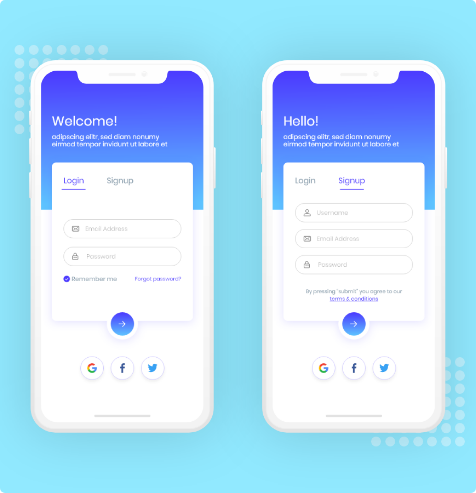 Welcome!
adipscing elitr, sed diam nonumy
eirmod tempor invidunt ut labore et
Login Signup
Email Address
Password
Remember me Forgot password?
G f
Hello!
adipscing elitr, sed diam nonumy
eirmod tempor invidunt ut labore et
Login Signup
Username
Email Address
Password
By pressing "submit" you agree to our
terms & conditions
G f